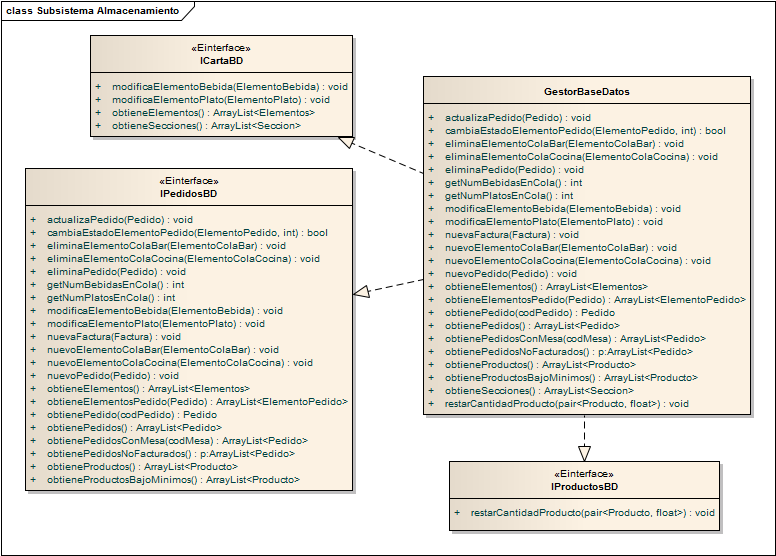 class Subsistema Almacenamiento
«Einterface»
ICartaBD
+ modificaElementoBebida(ElementoBebida) : void
+ modificaElementoPlato(ElementoPlato) : void
+ obtieneElementos() : ArrayList<Elementos>
+ obtieneSecciones() : ArrayList<Seccion>
«Einterface»
IPedidosBD
+ actualizaPedido(Pedido) : void
+ cambiaEstadoElementoPedido(ElementoPedido, int) : bool
+ eliminaElementoColaBar(ElementoColaBar) : void
+ eliminaElementoColaCocina(ElementoColaCocina) : void
+ eliminaPedido(Pedido) : void
+ getNumBebidasEnCola() : int
+ getNumPlatosEnCola() : int
+ modificaElementoBebida(ElementoBebida) : void
+ modificaElementoPlato(ElementoPlato) : void
+ nuevaFactura(Factura) : void
+ nuevoElementoColaBar(ElementoColaBar) : void
+ nuevoElementoColaCocina(ElementoColaCocina) : void
+ nuevoPedido(Pedido) : void
+ obtieneElementos() : ArrayList<Elementos>
+ obtieneElementosPedido(Pedido) : ArrayList<ElementoPedido>
+ obtienePedido(codPedido) : Pedido
+ obtienePedidos() : ArrayList<Pedido>
+ obtienePedidosConMesa(codMesa) : ArrayList<Pedido>
+ obtienePedidosNoFacturados() : p:ArrayList<Pedido>
+ obtieneProductos() : ArrayList<Producto>
+ obtieneProductosBajoMinimos() : ArrayList<Producto>
GestorBaseDatos
+ actualizaPedido(Pedido) : void
+ cambiaEstadoElementoPedido(ElementoPedido, int) : bool
+ eliminaElementoColaBar(ElementoColaBar) : void
+ eliminaElementoColaCocina(ElementoColaCocina) : void
+ eliminaPedido(Pedido) : void
+ getNumBebidasEnCola() : int
+ getNumPlatosEnCola() : int
+ modificaElementoBebida(ElementoBebida) : void
+ modificaElementoPlato(ElementoPlato) : void
+ nuevaFactura(Factura) : void
+ nuevoElementoColaBar(ElementoColaBar) : void
+ nuevoElementoColaCocina(ElementoColaCocina) : void
+ nuevoPedido(Pedido) : void
+ obtieneElementos() : ArrayList<Elementos>
+ obtieneElementosPedido(Pedido) : ArrayList<ElementoPedido>
+ obtienePedido(codPedido) : Pedido
+ obtienePedidos() : ArrayList<Pedido>
+ obtienePedidosConMesa(codMesa) : ArrayList<Pedido>
+ obtienePedidosNoFacturados() : p:ArrayList<Pedido>
+ obtieneProductos() : ArrayList<Producto>
+ obtieneProductosBajoMinimos() : ArrayList<Producto>
+ obtieneSecciones() : ArrayList<Seccion>
+ restarCantidadProducto(pair<Producto, float>) : void
«Einterface»
IProductosBD
+ restarCantidadProducto(pair<Producto, float>) : void